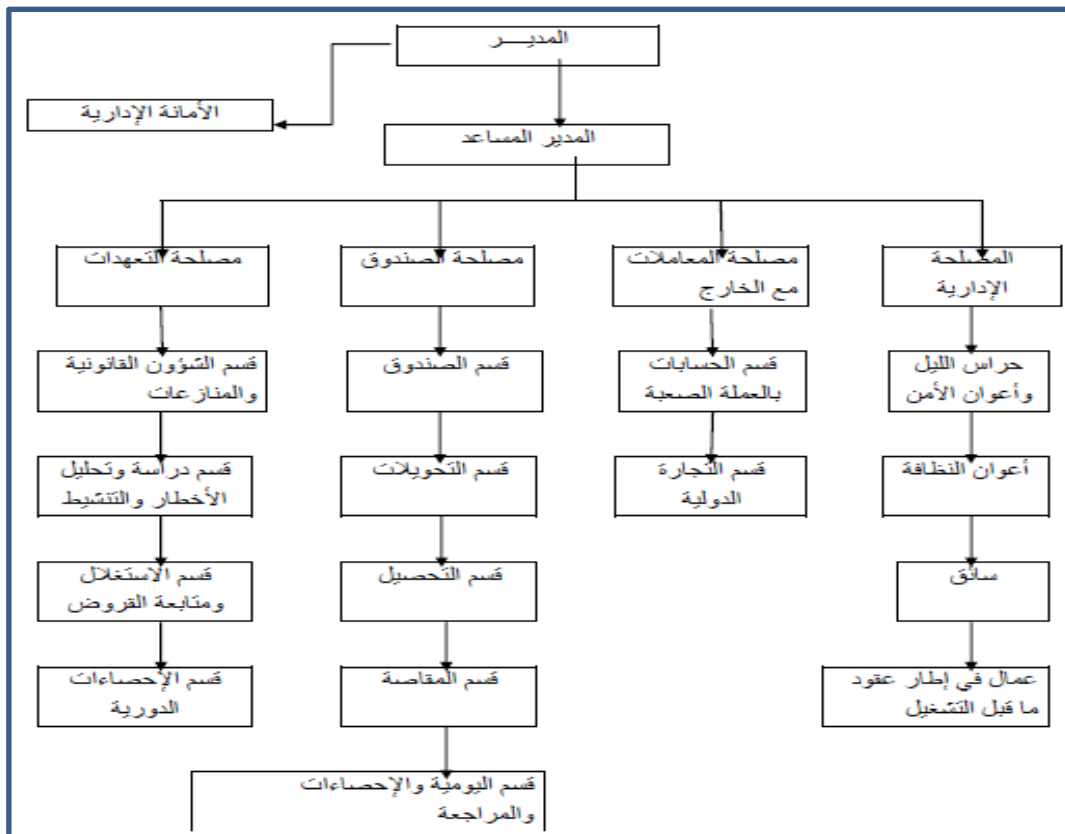 المديـــر
الأمانة الإدارية
المدير المساعد
المصلحة
الإدارية
مصلحة المعاملات
مع الخارج
مصلحة الصندوق
مصلحة التعهدات
حراس الليل
وأعوان الأمن
قسم الحسابات
بالعملة الصعبة
قسم الصندوق
قسم الشؤون القانونية
والمنازعات
أعوان النظافة
قسم التجارة
الدولية
قسم التحويلات
قسم دراسة وتحليل
الأخطار والتنشيط
سائق
قسم التحصيل
قسم الاستغلال
ومتابعة القروض
عمال في إطار عقود
ما قبل التشغيل
قسم المقاصة
قسم الإحصاءات
الدورية
قسم اليومية والإحصاءات
والمراجعة